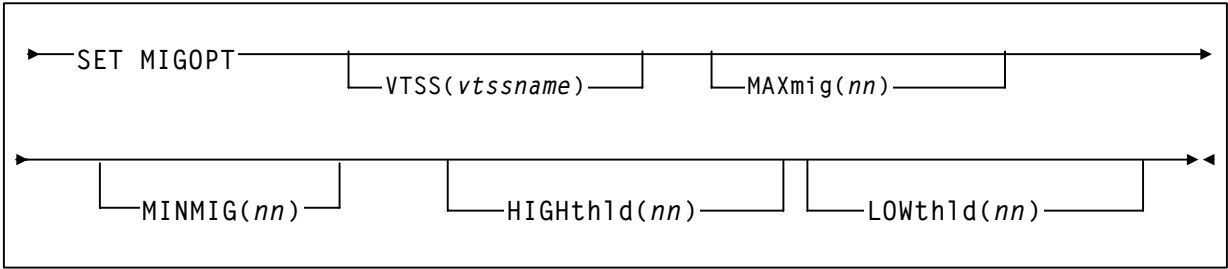 SET MIGOPT
VTSS(vtssname) MAXmig(nn)
MINMIG(nn) HIGHthld(nn) LOWthld(nn)